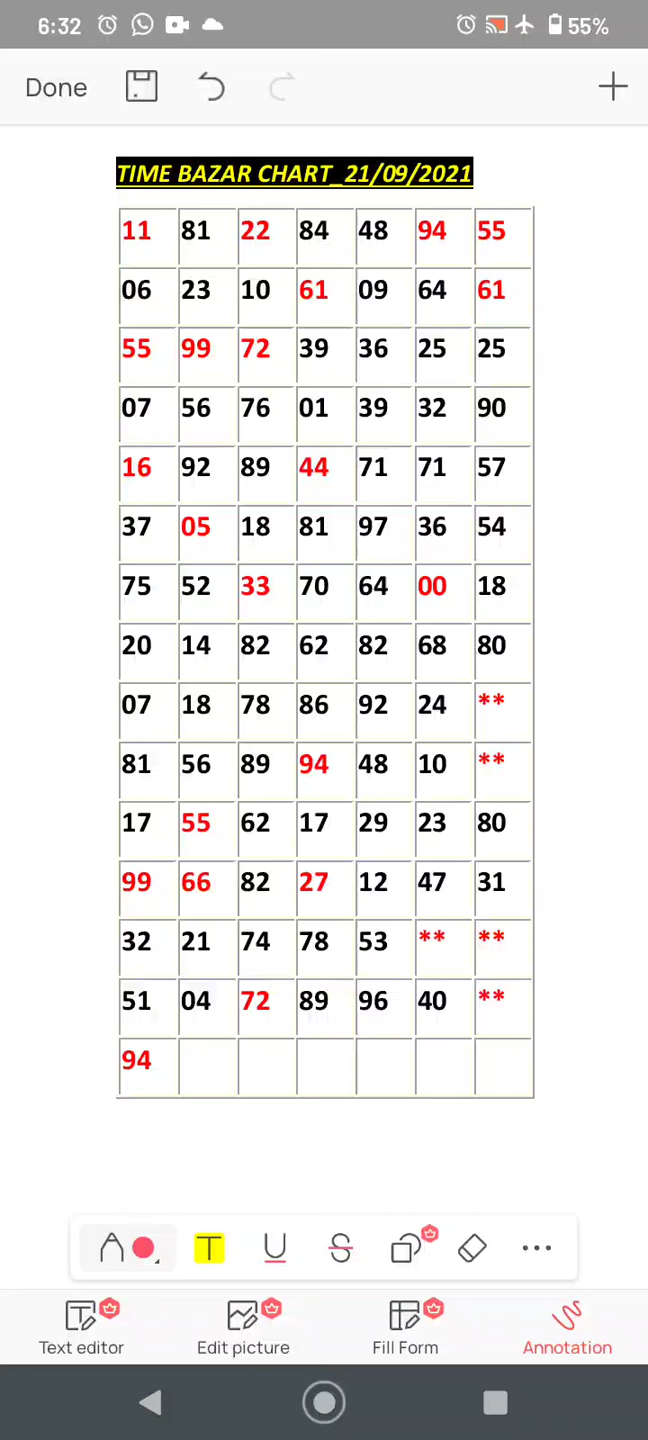 6:32 55%
Done
TIME BAZAR CHART_21/09/2021
11 81 22 84 48 94 55
06 23 10 61 09 64 61
55 99 72 39 36 25 25
07 56 76 01 39 32 90
16 92 89 44 71 71 57
37 05 18 81 97 36 54
75 52 33 70 64 00 18
20 14 82 62 82 68 80
07 18 78 86 92 24 **
81 56 89 94 48 10 **
17 55 62 17 29 23 80
99 66 82 27 12 47 31
32 21 74 78 53 ** **
51 04 72 89 96 40 **
94
Text editor Edit picture Fill Form Annotation